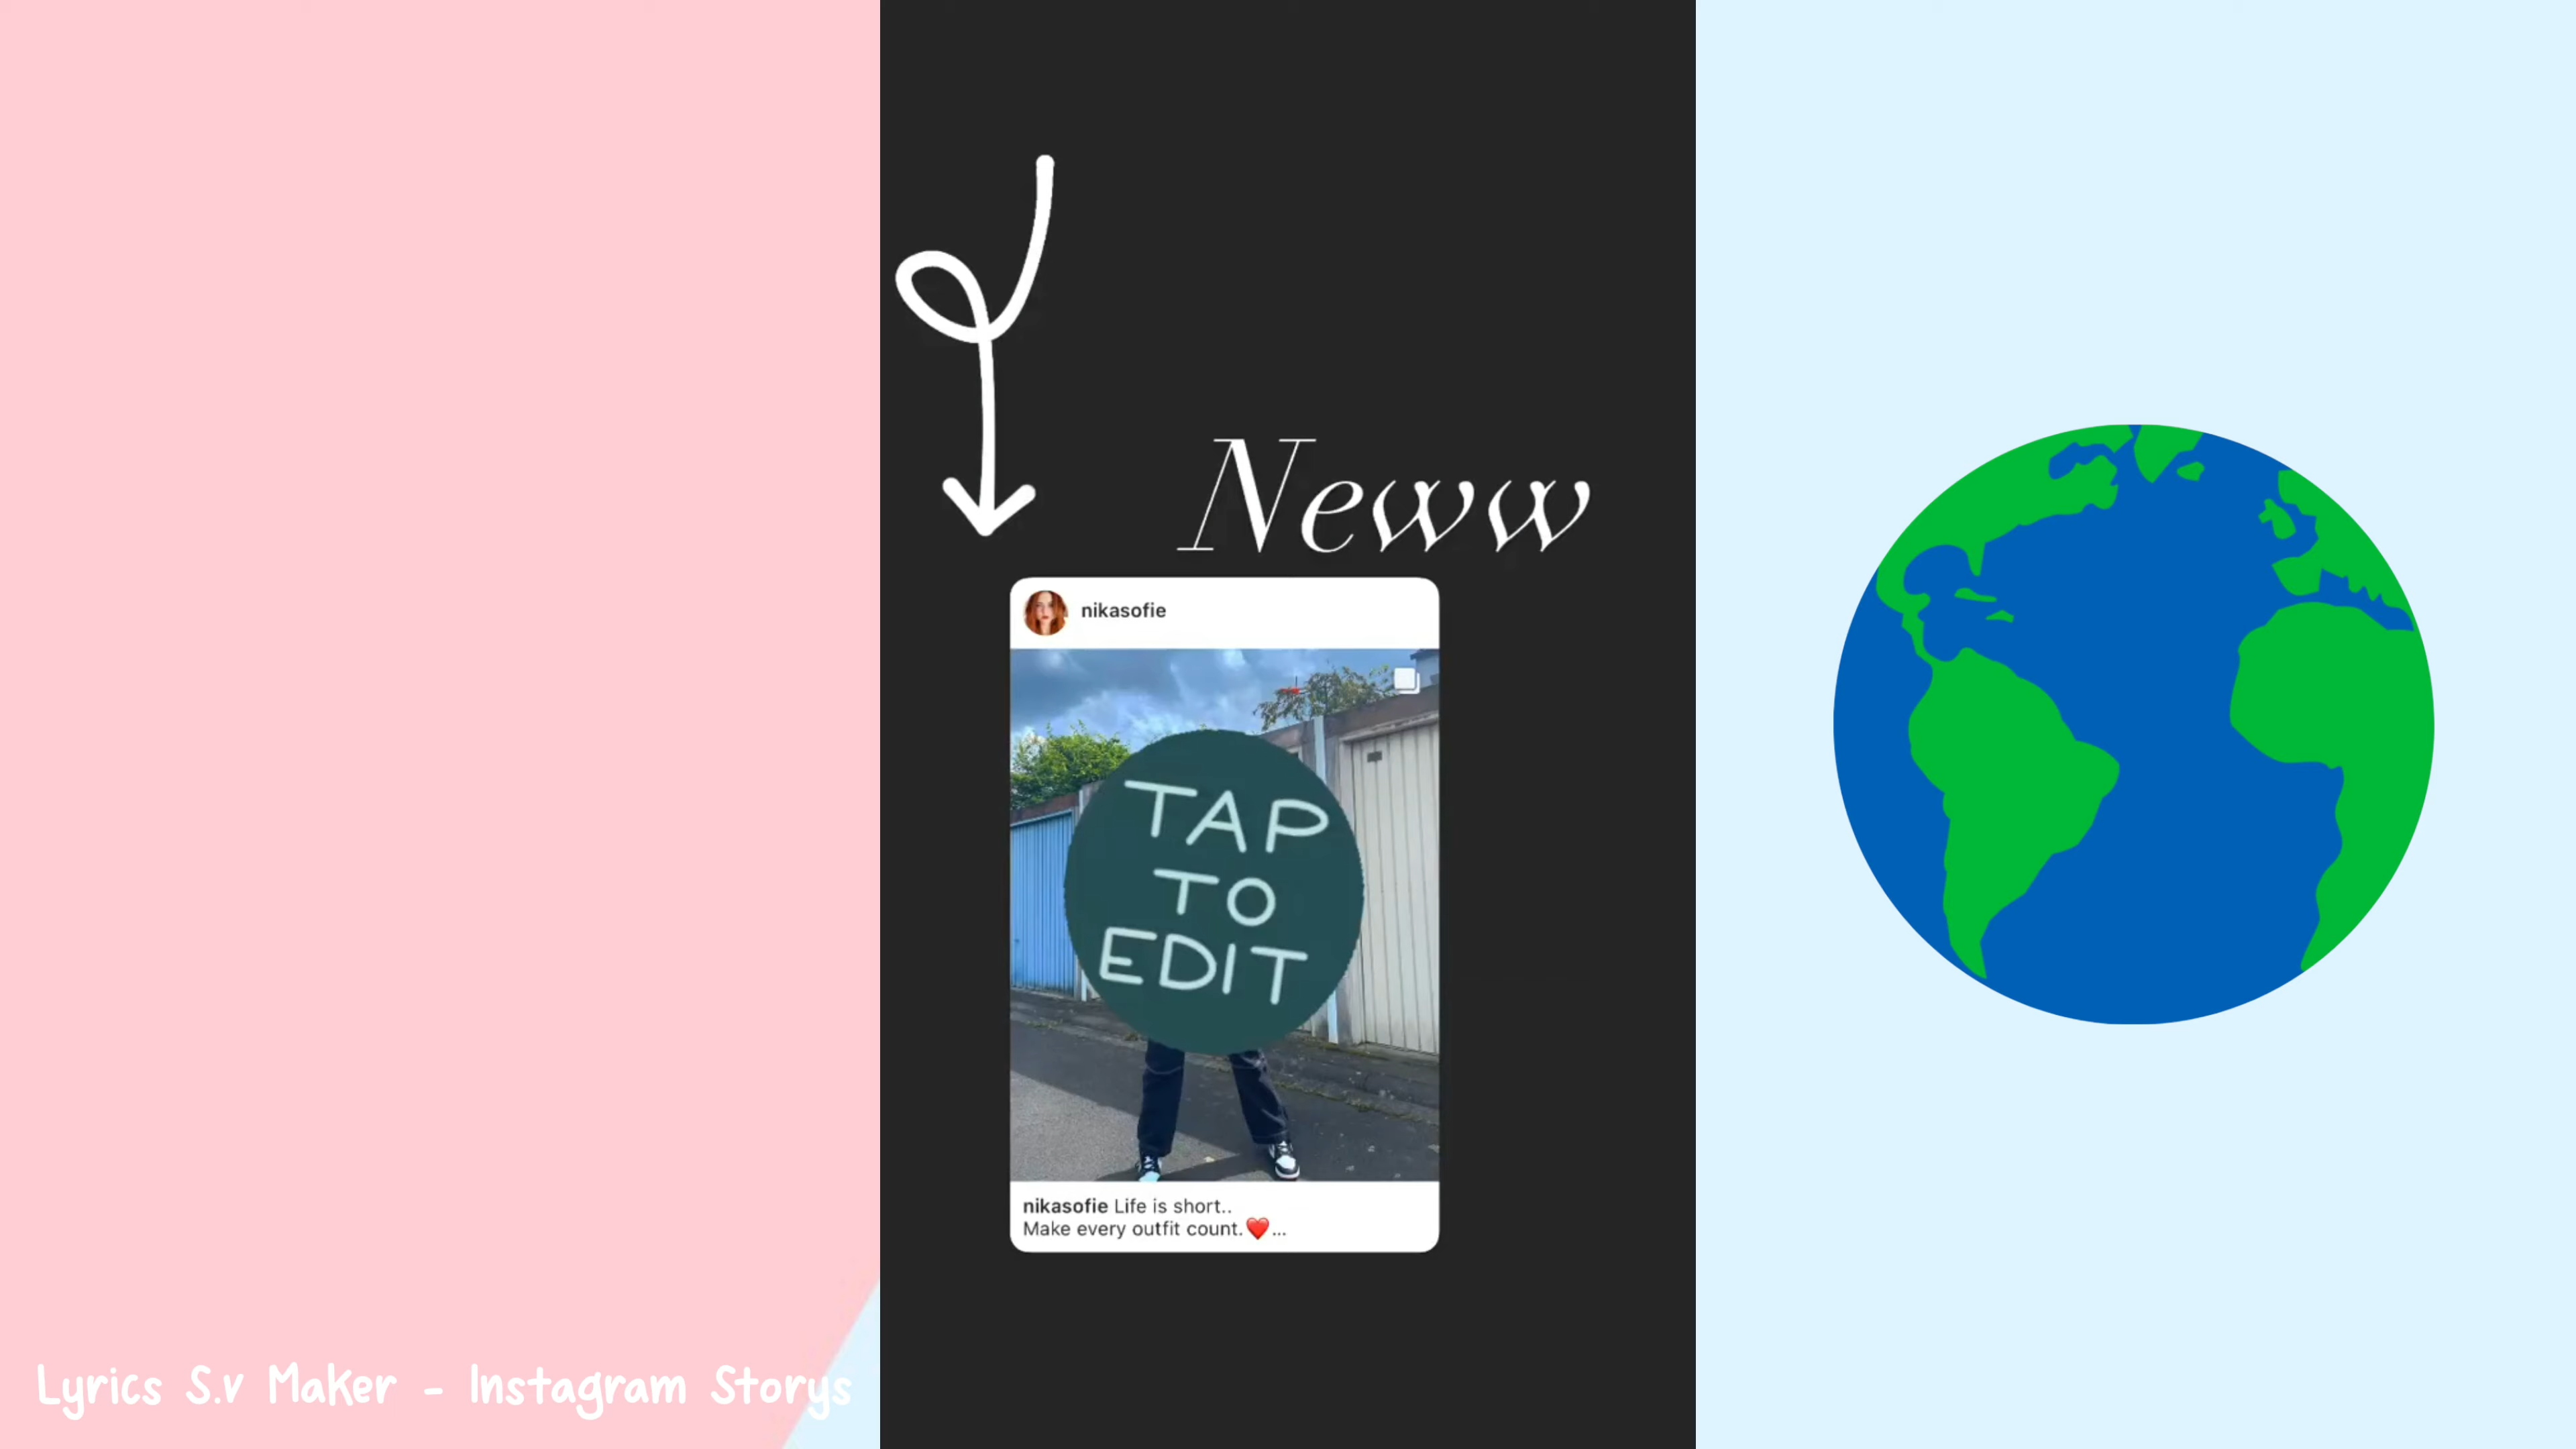 Neww
nikasofie
TAP
TO
EDIT
nikasofie Life is short..
Make every outfit count.❤️...
Lyrics S.v Maker - Instagram Storys